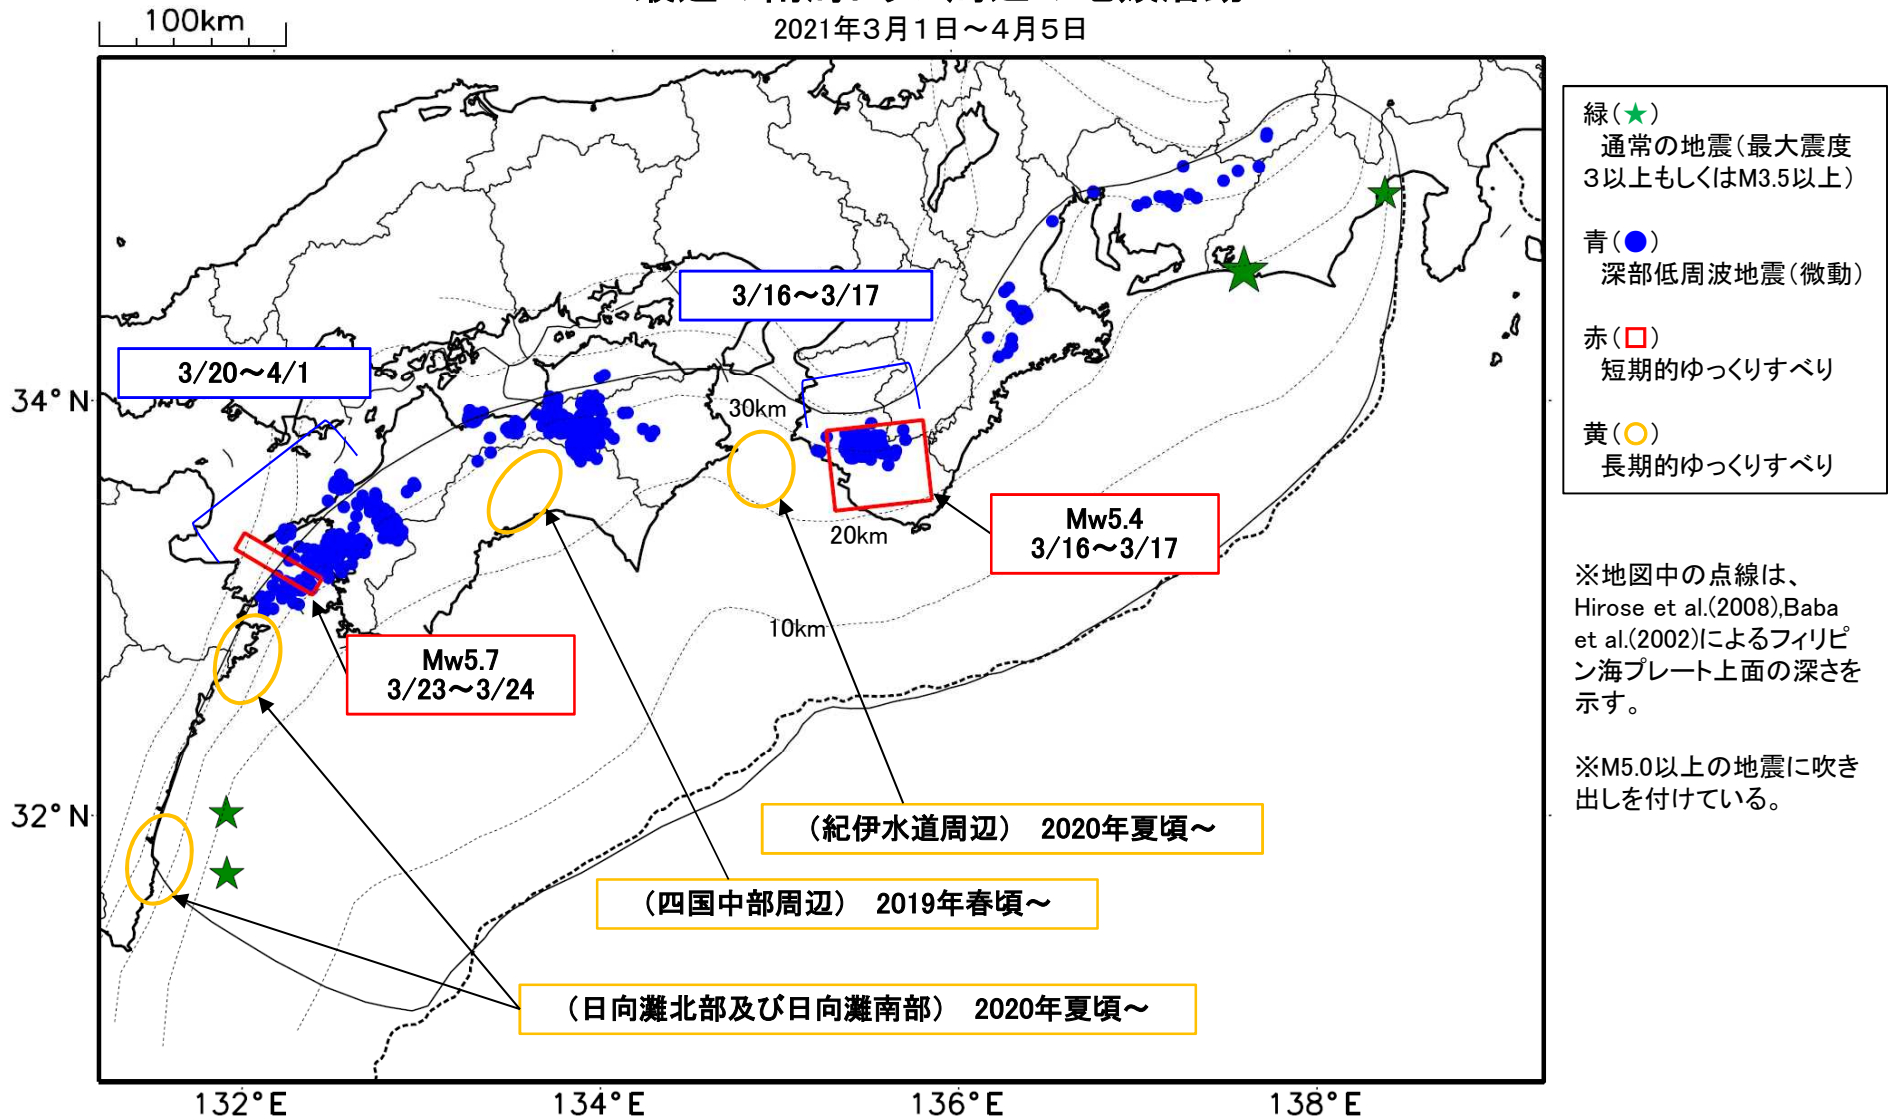 100km
2021年3月1日～4月5日
緑(★)
通常の地震(最大震度
3以上もしくはM3.5以上)
青(●)
深部低周波地震(微動)
赤(□)
短期的ゆっくりすべり
黄(○)
長期的ゆっくりすべり
※地図中の点線は、
Hirose et al.(2008),Baba
et al.(2002)によるフィリピ
ン海プレート上面の深さを
示す。
※M5.0以上の地震に吹き
出しを付けている。
3/16～3/17
3/20～4/1
34°N
30km
20km
10km
Mw5.4
3/16～3/17
Mw5.7
3/23～3/24
32°N
(紀伊水道周辺) 2020年夏頃～
(四国中部周辺) 2019年春頃～
(日向灘北部及び日向灘南部) 2020年夏頃～
132°E
134°E
136°E
138°E